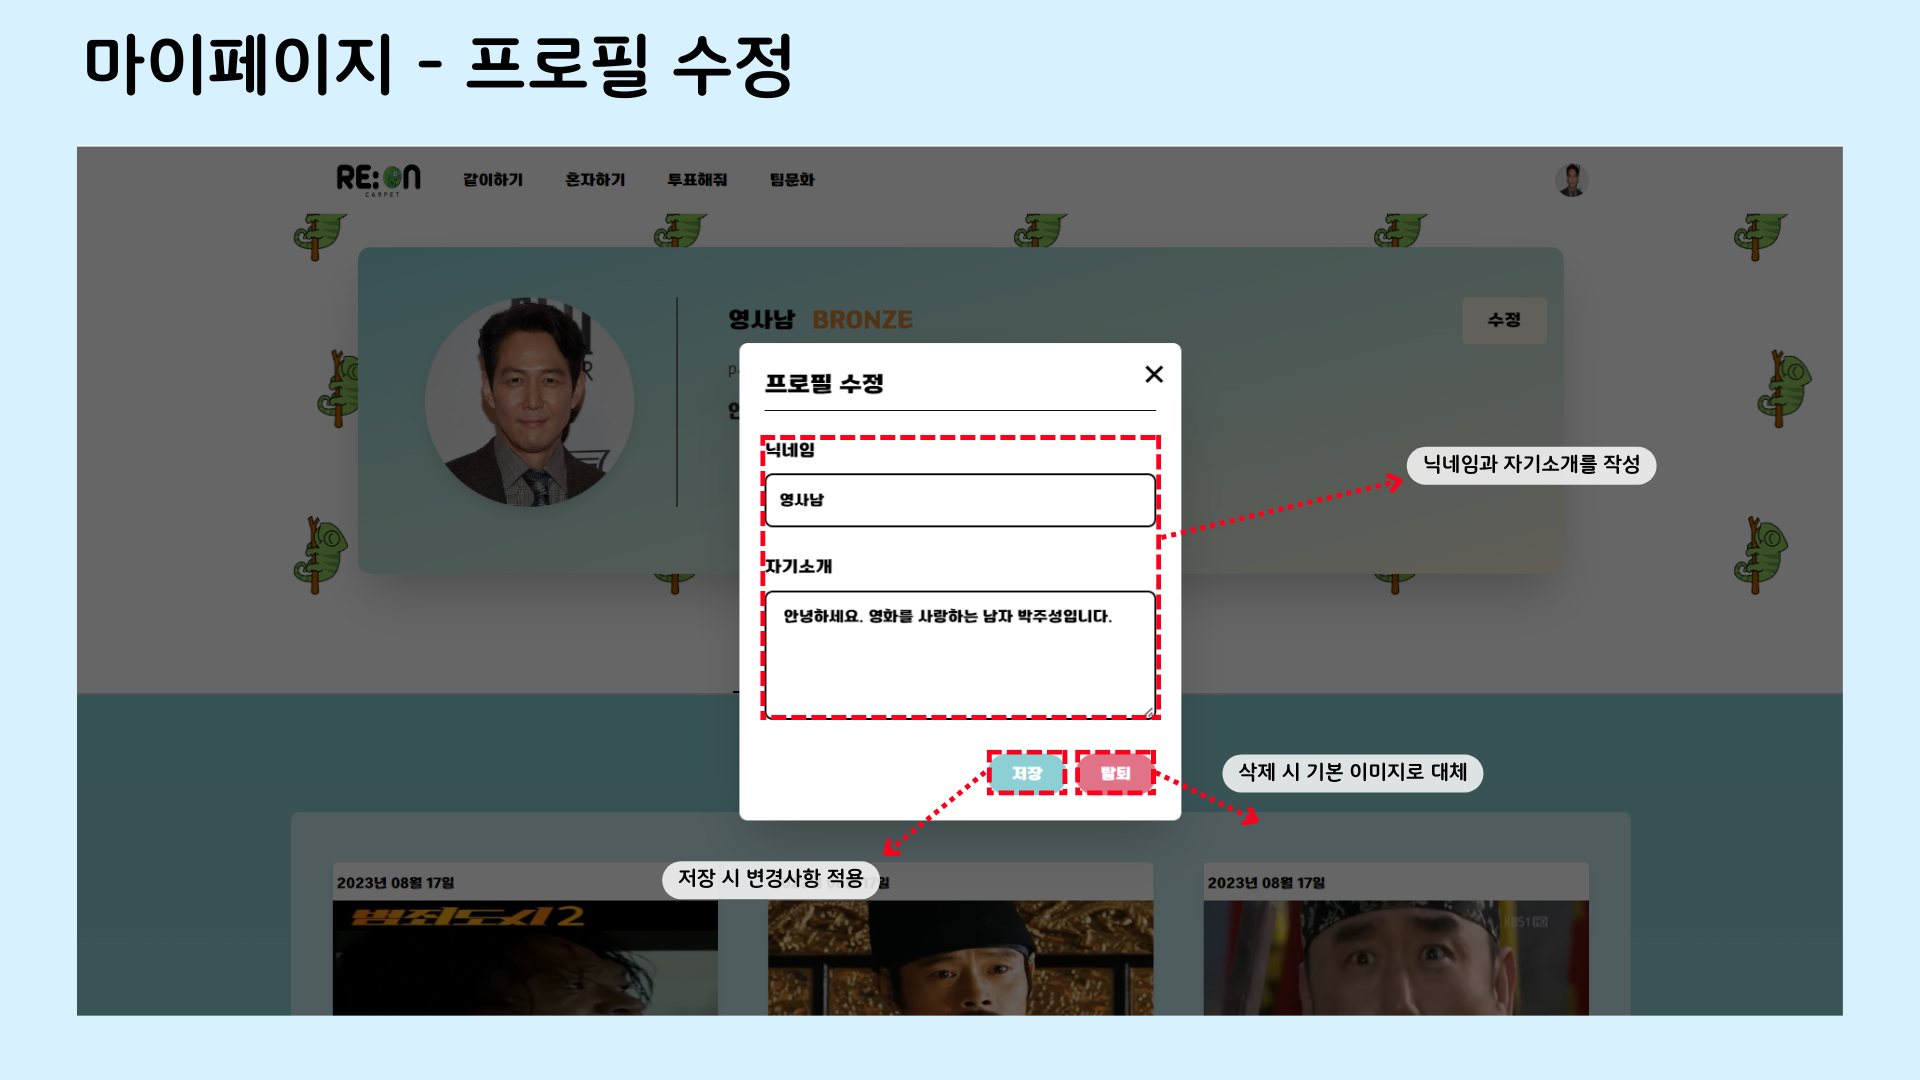 마이페이지 - 프로필 수정
RE:ON
CARPET
같이하기
혼자하기
투표해줘
팀문화
영사남 BRONZE
수정
프로필 수정
닉네임
영사남
닉네임과 자기소개를 작성
자기소개
안녕하세요. 영화를 사랑하는 남자 박주성입니다.
저장
탈퇴
삭제 시 기본 이미지로 대체
저장 시 변경사항 적용
2023년 08월 17일
일
2023년 08월 17일
범죄도시2
KBS1 HD